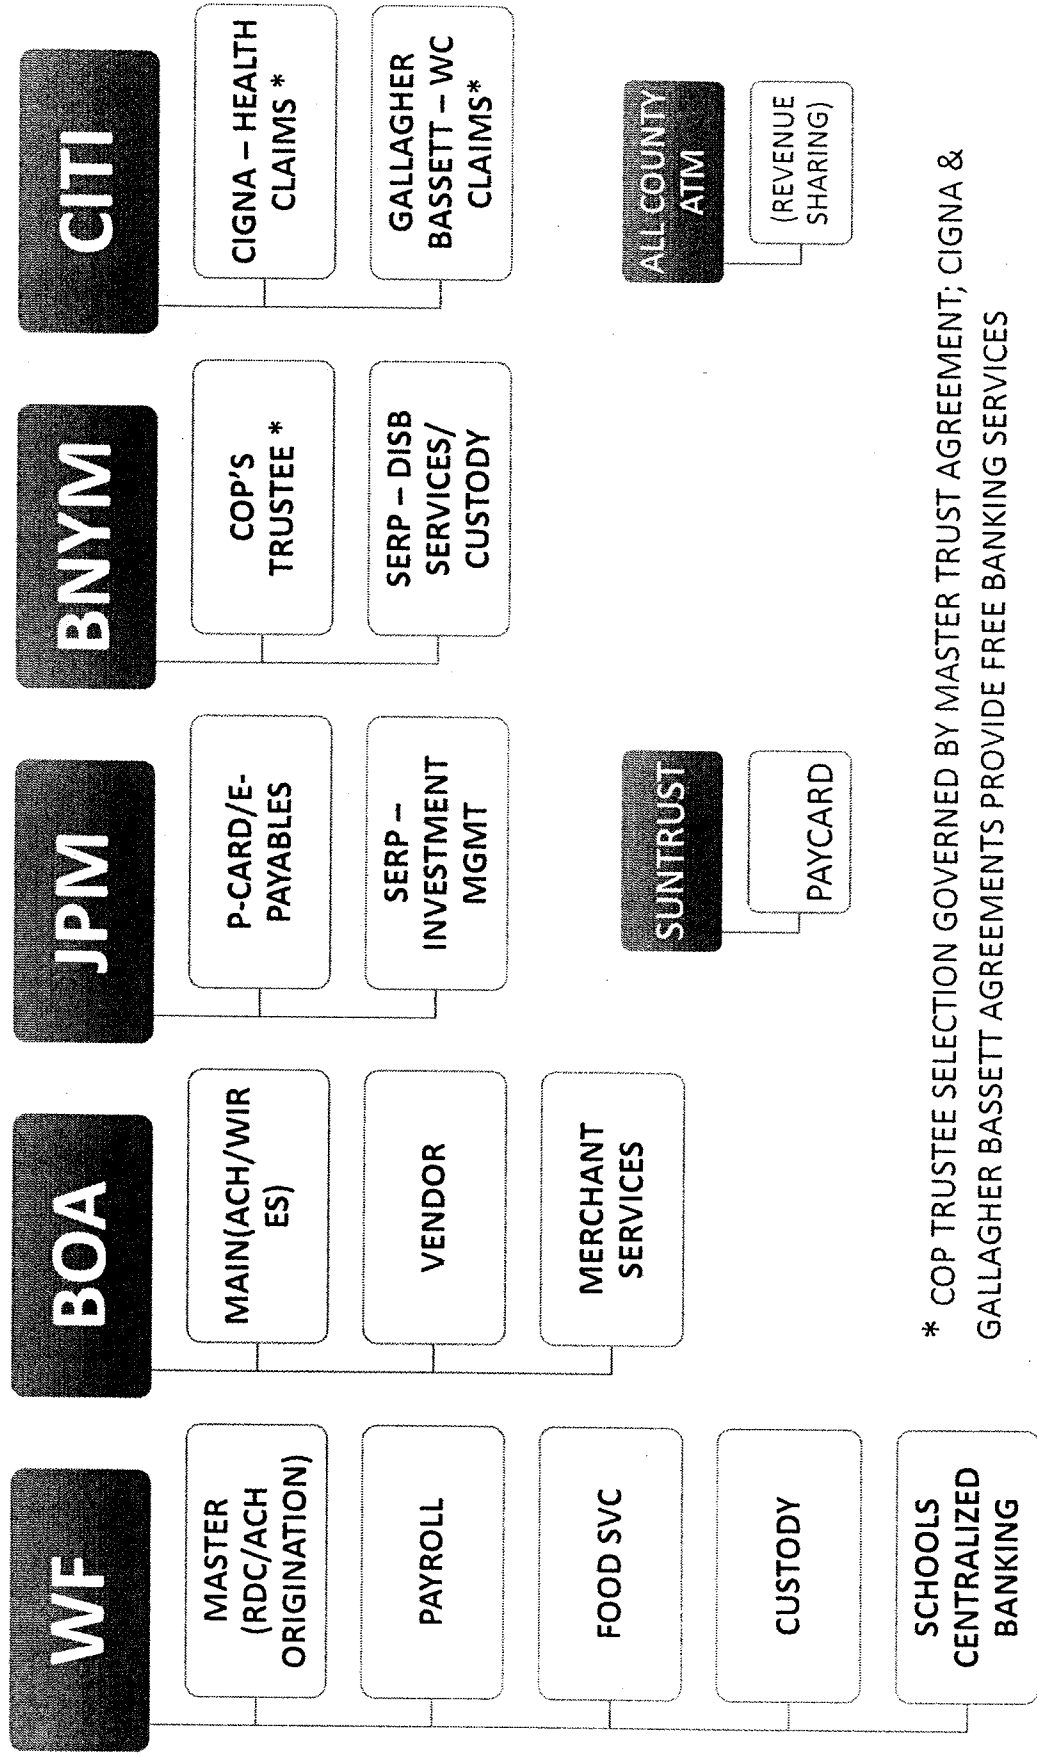 WF
MASTER
(RDC/ACH
ORIGINATION)
PAYROLL
FOOD SVC
CUSTODY
SCHOOLS
CENTRALIZED
BANKING
BOA
MAIN(ACH/WIR
ES)
VENDOR
MERCHANT
SERVICES
JPM
P-CARD/E-
PAYABLES
SERP –
INVESTMENT
MGMT
BNYM
COP'S
TRUSTEE *
SERP – DISB
SERVICES/
CUSTODY
CITI
CIGNA – HEALTH
CLAIMS *
GALLAGHER
BASSETT – WC
CLAIMS*
SUNTRUST
PAYCARD
ALL COUNTY
ATM
(REVENUE
SHARING)
* COP TRUSTEE SELECTION GOVERNED BY MASTER TRUST AGREEMENT; CIGNA &
GALLAGHER BASSETT AGREEMENTS PROVIDE FREE BANKING SERVICES